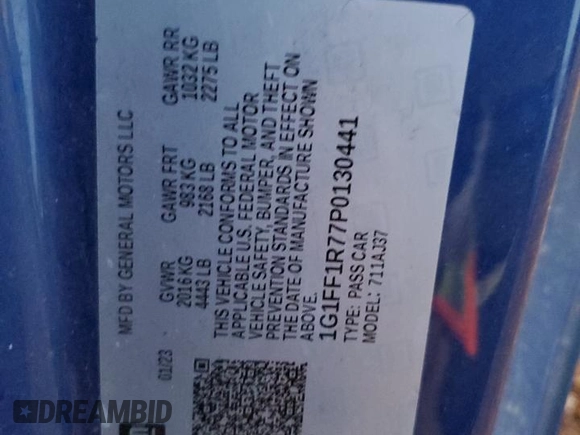 MFD BY GENERAL MOTORS LLC
01/23 GVWR GAWR FRT GAWR RR
2016 KG 983 KG 1032 KG
4443 LB 2168 LB 2275 LB
THIS VEHICLE CONFORMS TO ALL
APPLICABLE U.S. FEDERAL MOTOR
VEHICLE SAFETY, BUMPER, AND THEFT
PREVENTION STANDARDS IN EFFECT ON
THE DATE OF MANUFACTURE SHOWN
ABOVE.
1G1FF1R77P0130441
TYPE: PASS CAR
MODEL: 711AJ37
DREAMBID